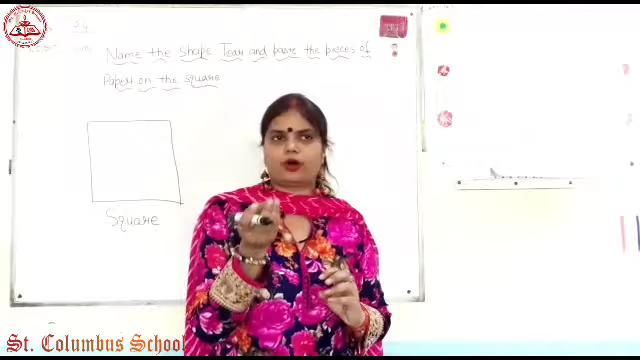 Name the shape Tear and paste the pieces of
Paper on the square
Square
St. Columbus School